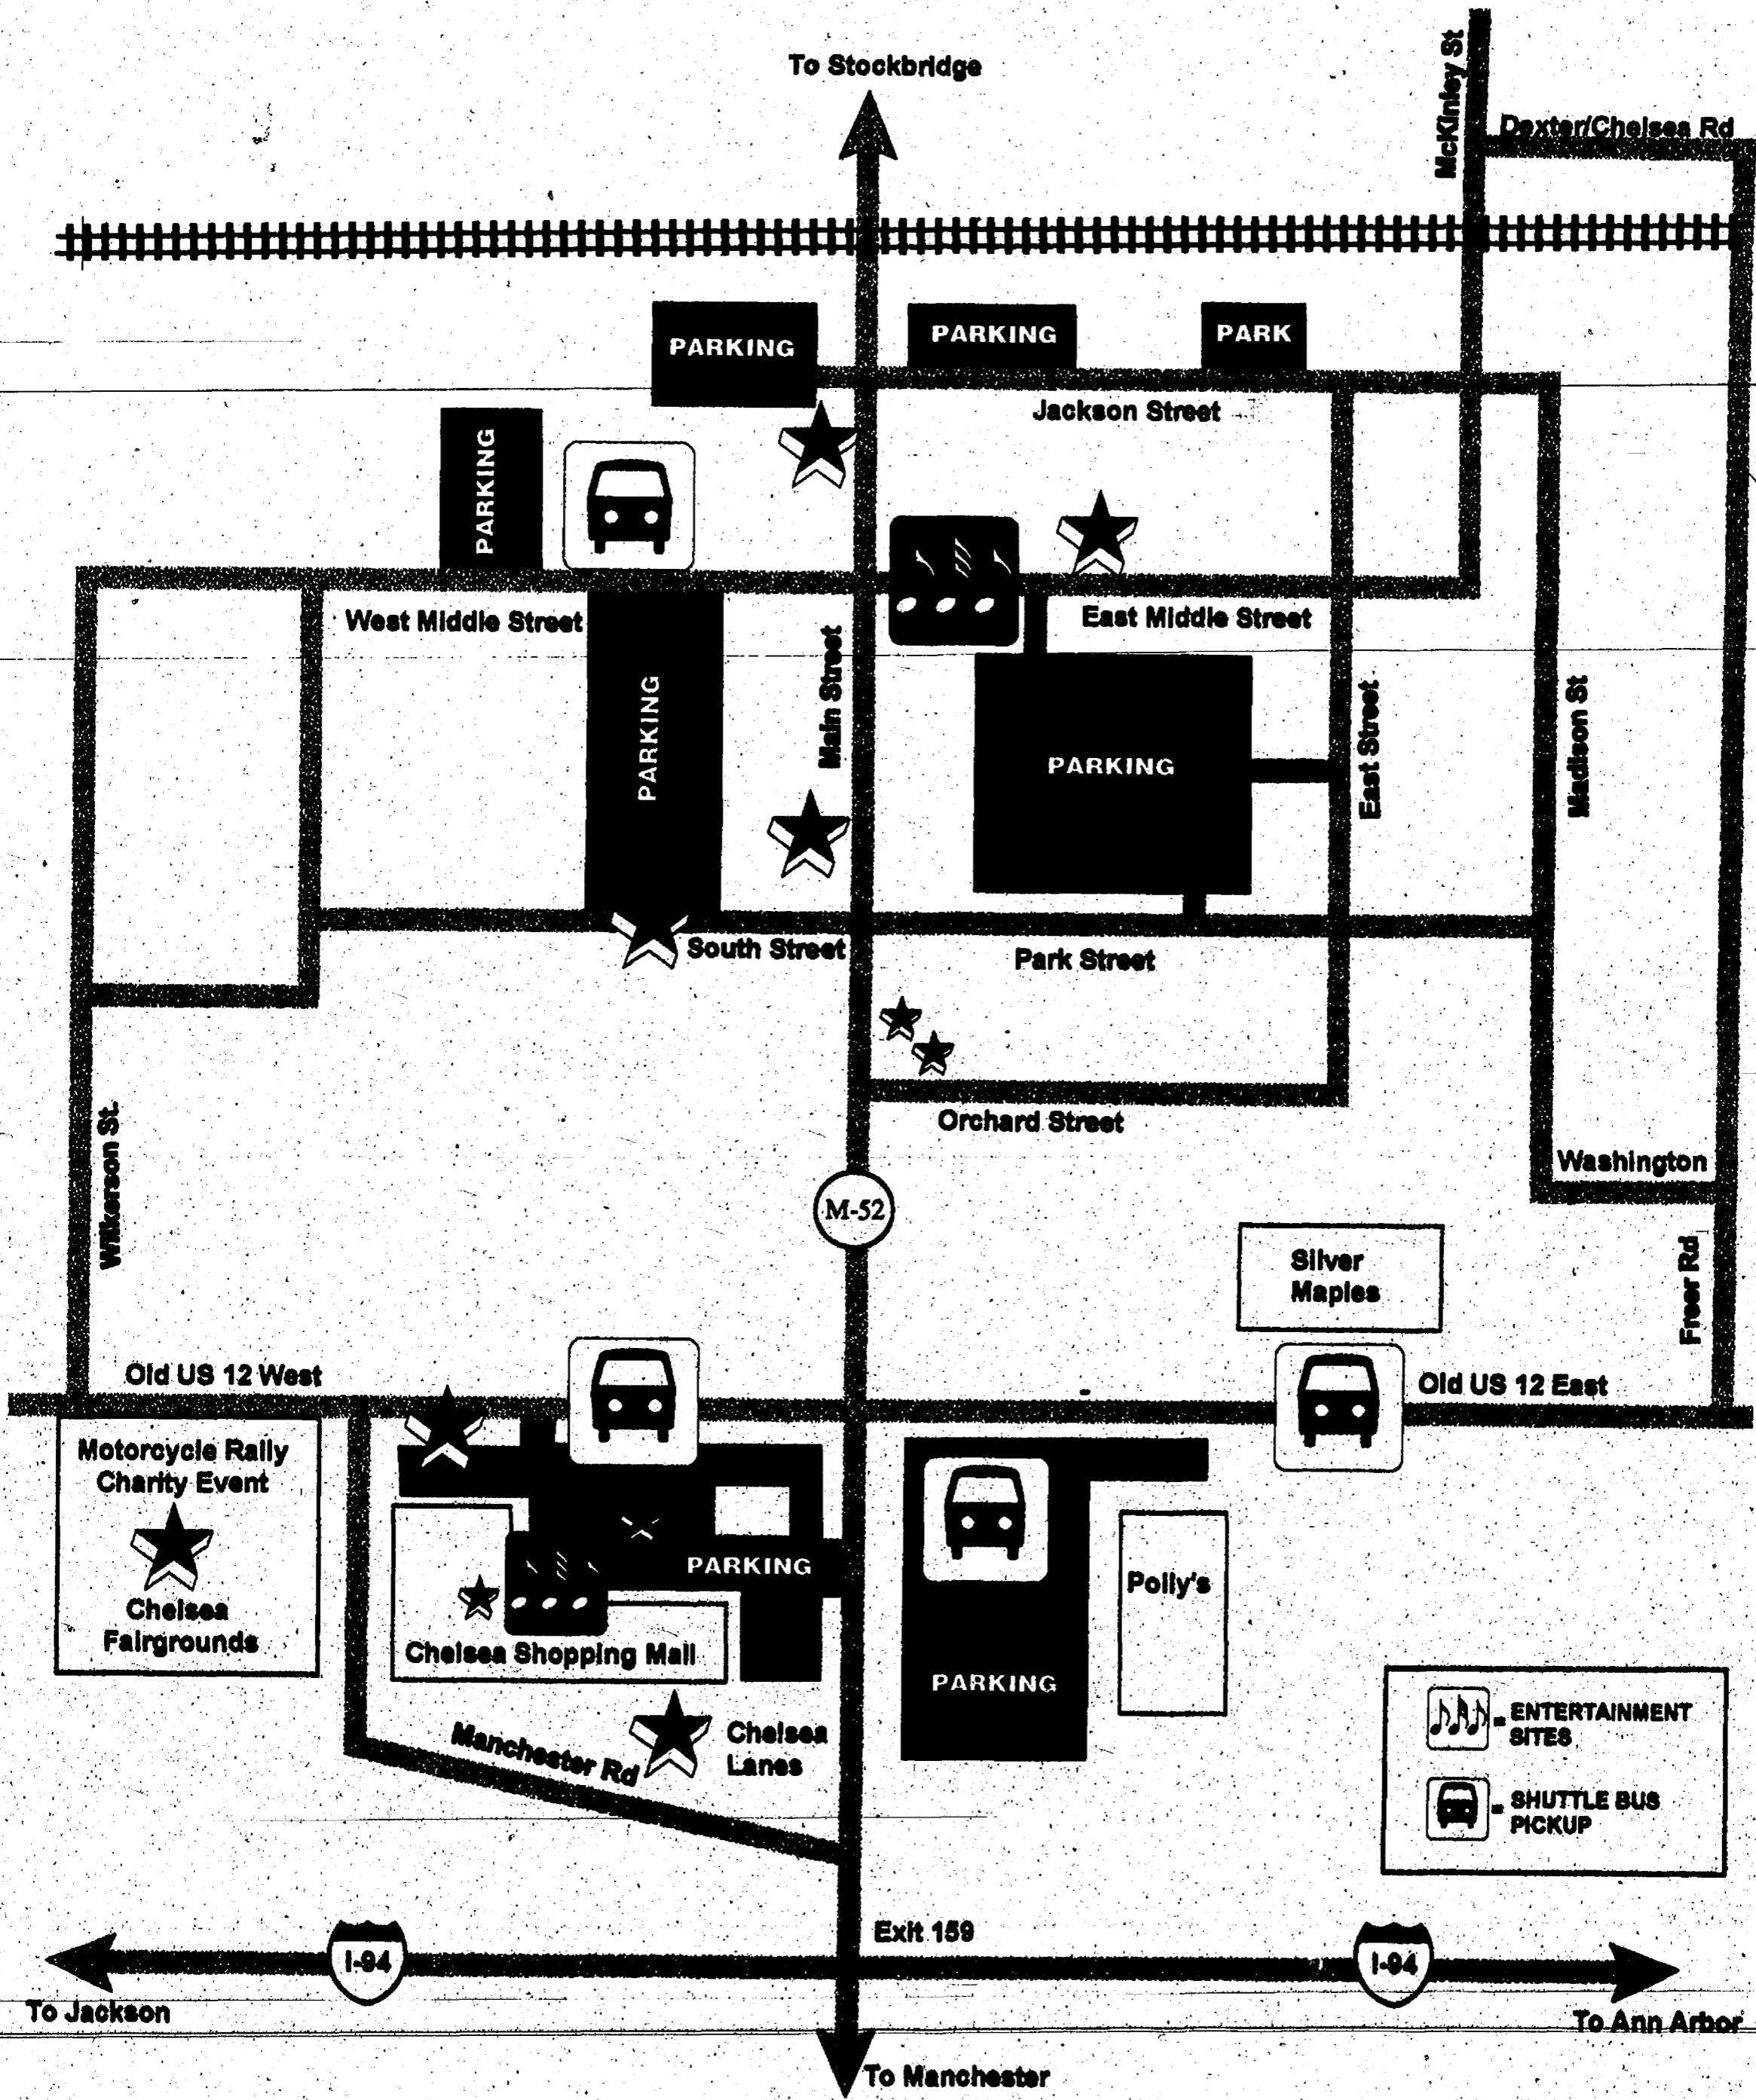 To Stockbridge
McKinley St
Dexter/Chelsea Rd
PARKING
PARKING
PARK
Jackson Street
PARKING
West Middle Street
East Middle Street
Main Street
PARKING
PARKING
East Street
Madison St
South Street
Park Street
Orchard Street
Wilkerson St.
Washington
M-52
Silver
Maples
Freer Rd
Old US 12 West
Old US 12 East
Motorcycle Rally
Charity Event
Chelsea
Fairgrounds
PARKING
Chelsea Shopping Mall
Polly's
PARKING
Manchester Rd
Chelsea
Lanes
= ENTERTAINMENT
SITES
= SHUTTLE BUS
PICKUP
Exit 159
I-94
I-94
To Jackson
To Ann Arbor
To Manchester